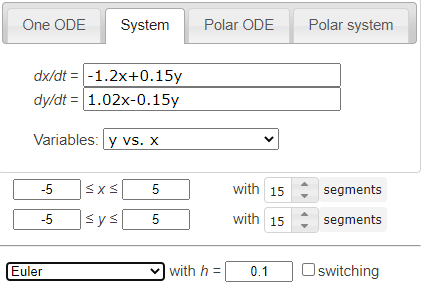 One ODE System Polar ODE Polar system
dx/dt = -1.2x+0.15y
dy/dt = 1.02x-0.15y
Variables: y vs. x
-5 ≤ x ≤ 5 with 15 segments
-5 ≤ y ≤ 5 with 15 segments
Euler with h = 0.1 switching